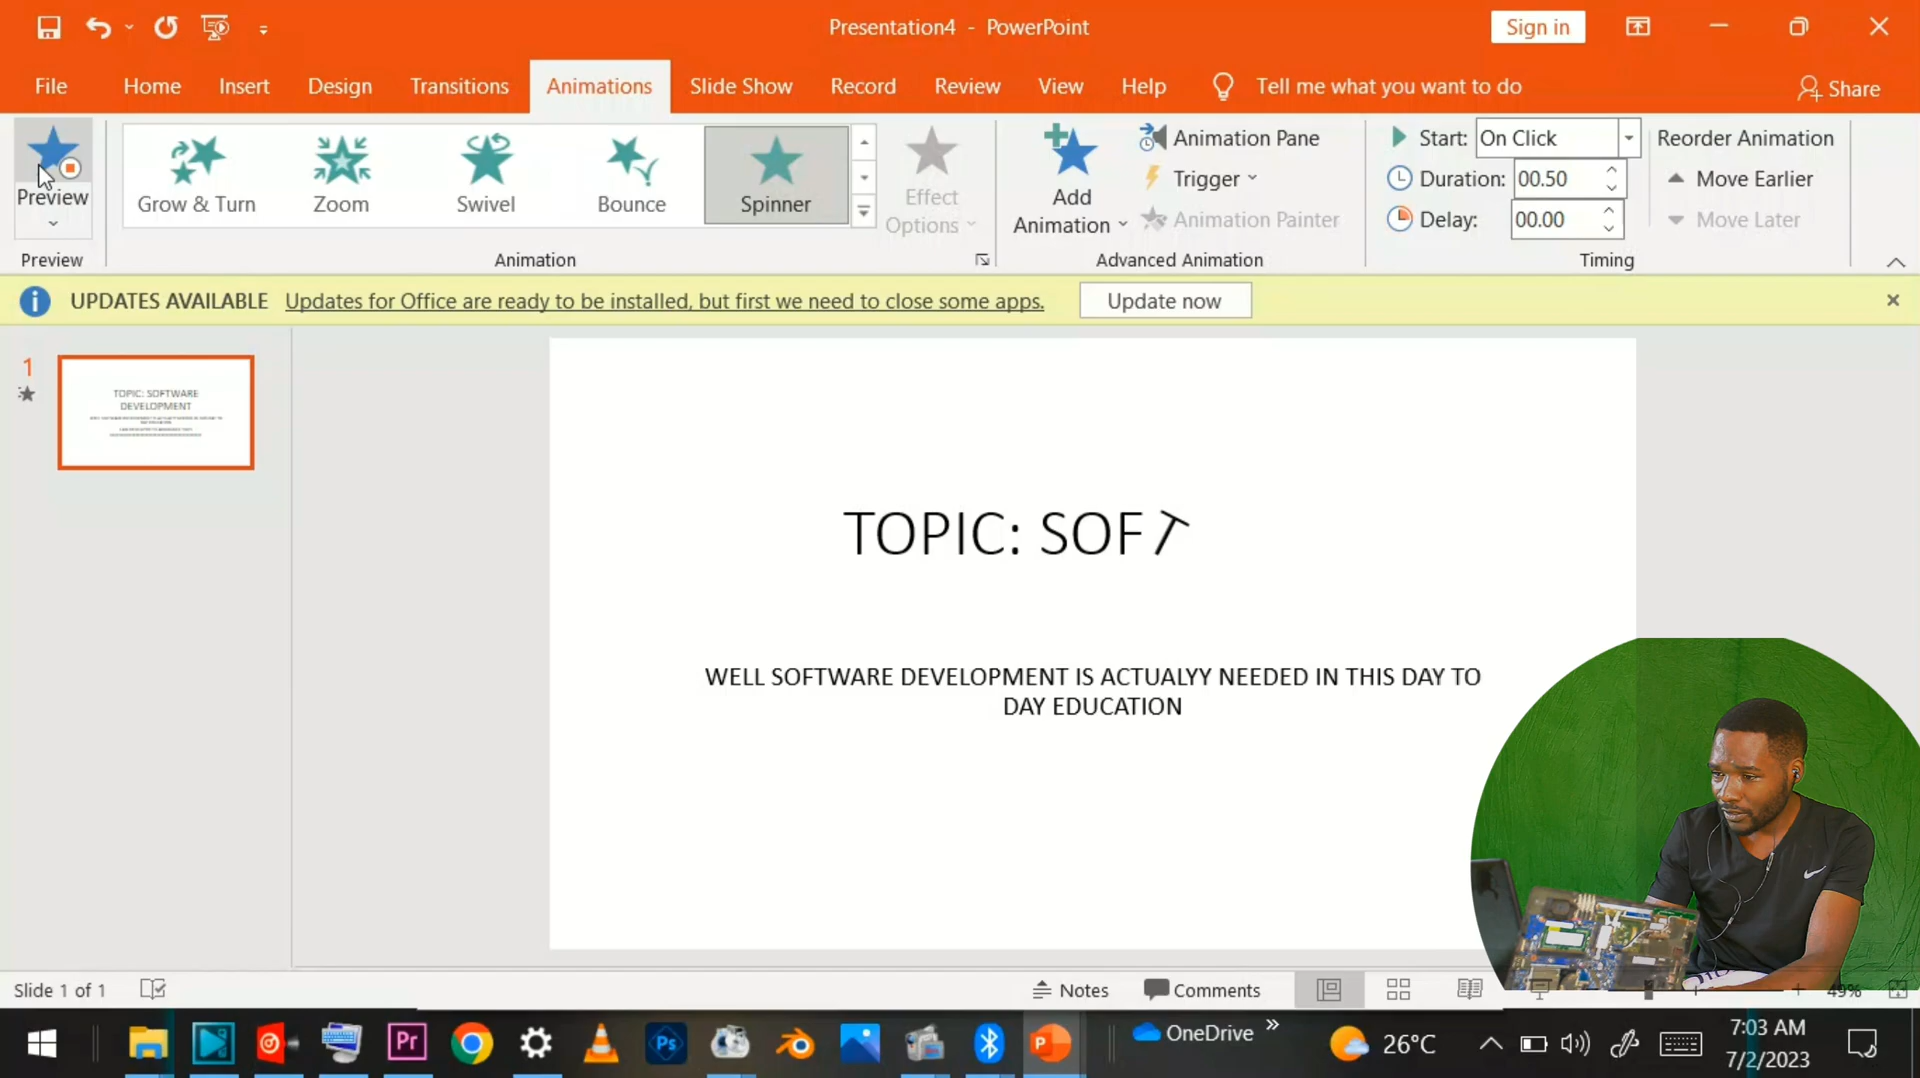 Presentation4 - PowerPoint
Sign in
File
Home
Insert
Design
Transitions
Animations
Slide Show
Record
Review
View
Help
Tell me what you want to do
Share
Preview
Grow & Turn
Zoom
Swivel
Bounce
Spinner
Effect
Options
Add
Animation
Animation Pane
Trigger
Animation Painter
Start: On Click
Duration: 00.50
Delay: 00.00
Reorder Animation
Move Earlier
Move Later
Preview
Animation
Advanced Animation
Timing
UPDATES AVAILABLE Updates for Office are ready to be installed, but first we need to close some apps. Update now
1
TOPIC: SOFTWARE
DEVELOPMENT
TOPIC: SOFT
WELL SOFTWARE DEVELOPMENT IS ACTUALYY NEEDED IN THIS DAY TO
DAY EDUCATION
Slide 1 of 1
Notes
Comments
49%
Pr
Ps
P
OneDrive
26°C
7:03 AM
7/2/2023